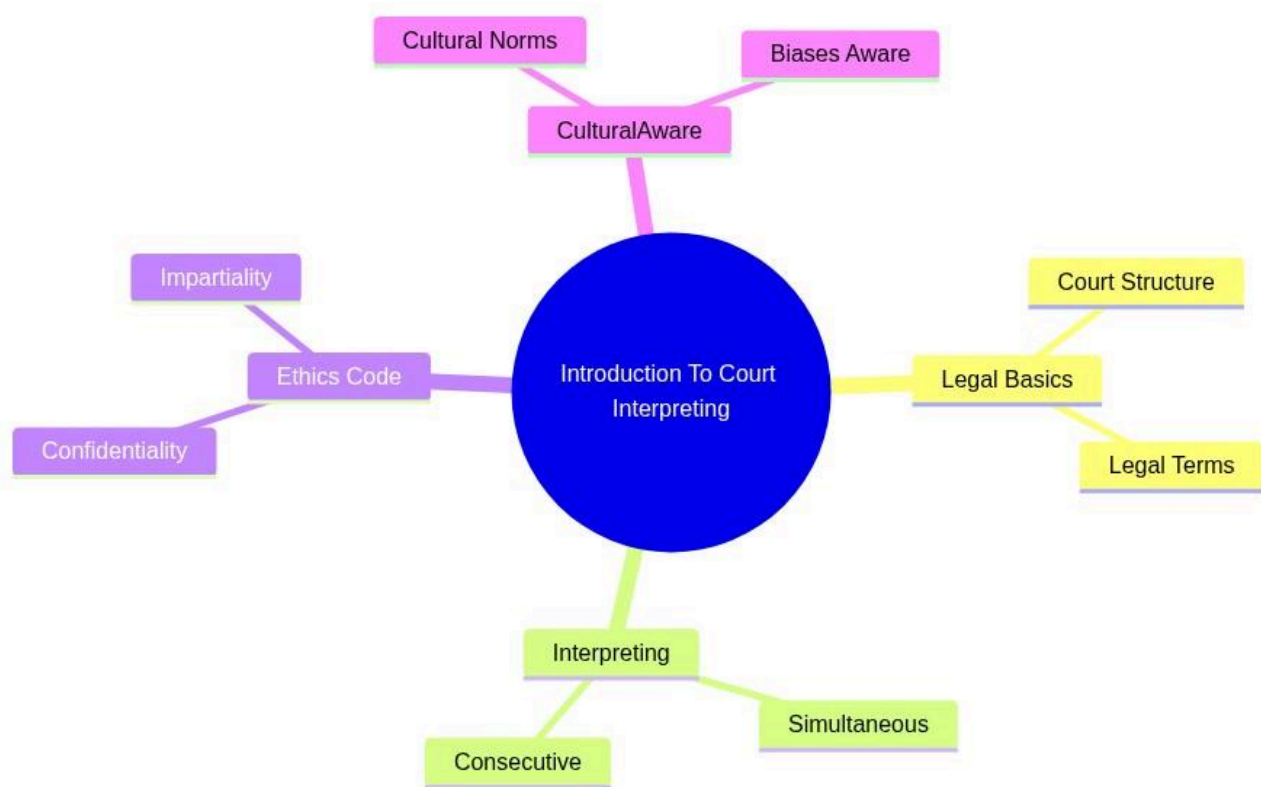 Cultural Norms
Biases Aware
CulturalAware
Impartiality
Court Structure
Ethics Code
Introduction To Court
Interpreting
Legal Basics
Confidentiality
Legal Terms
Interpreting
Simultaneous
Consecutive